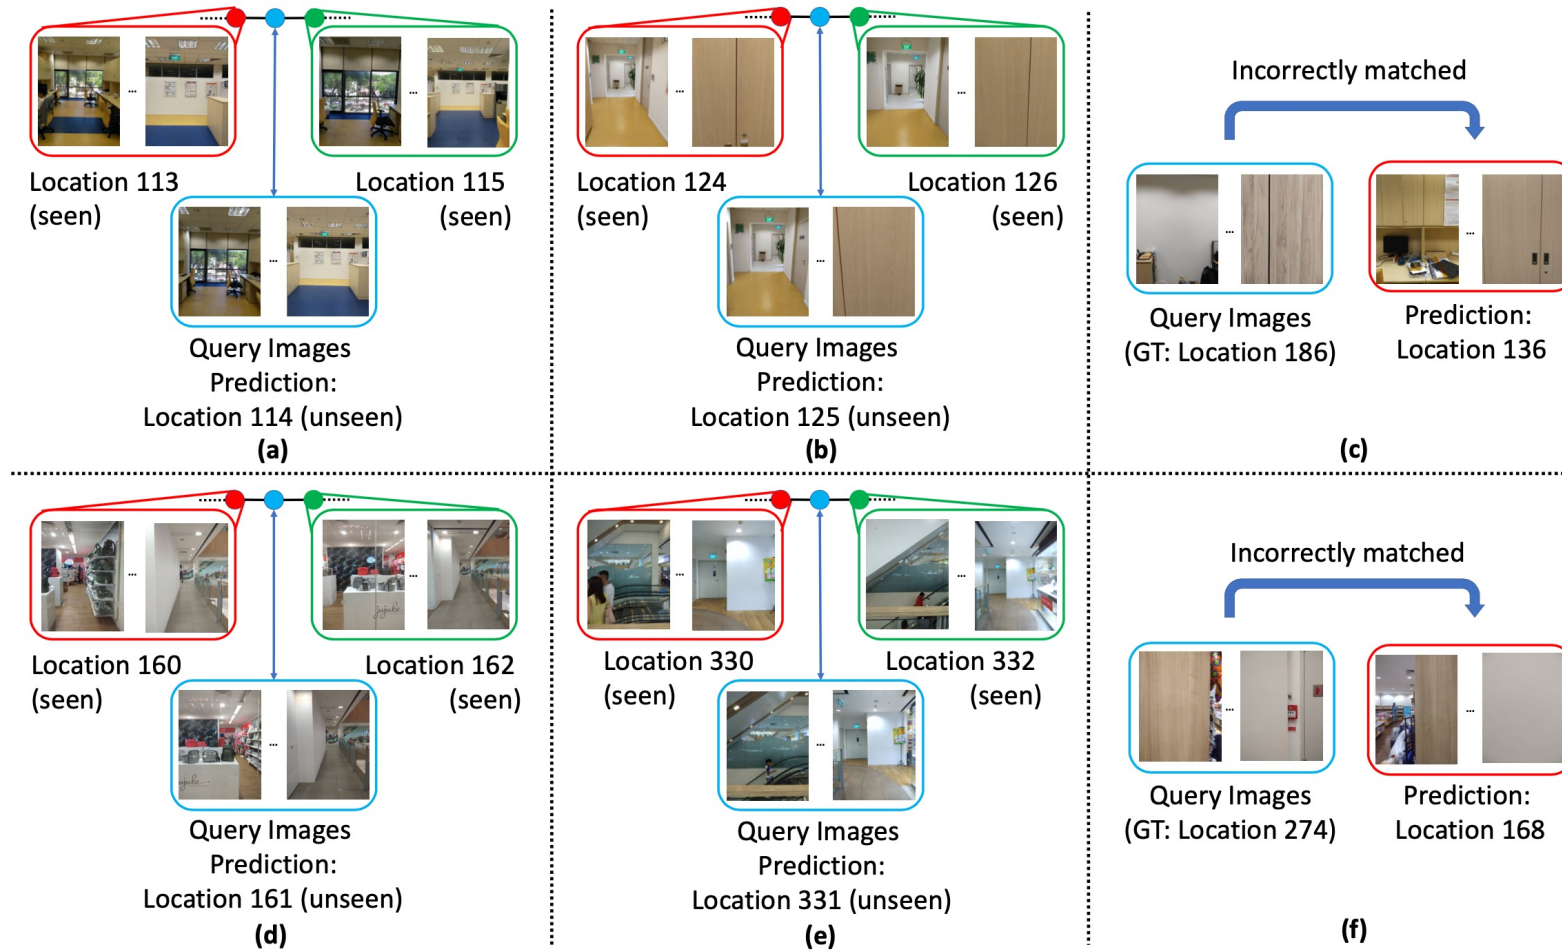 Location 113
(seen)
Location 115
(seen)
Query Images
Prediction:
Location 114 (unseen)
(a)
Location 124
(seen)
Location 126
(seen)
Query Images
Prediction:
Location 125 (unseen)
(b)
Incorrectly matched
Query Images
(GT: Location 186)
Prediction:
Location 136
(c)
Location 160
(seen)
jujube
Location 162
(seen)
jujube
Query Images
Prediction:
Location 161 (unseen)
(d)
Location 330
(seen)
Location 332
(seen)
Query Images
Prediction:
Location 331 (unseen)
(e)
Incorrectly matched
Query Images
(GT: Location 274)
Prediction:
Location 168
(f)